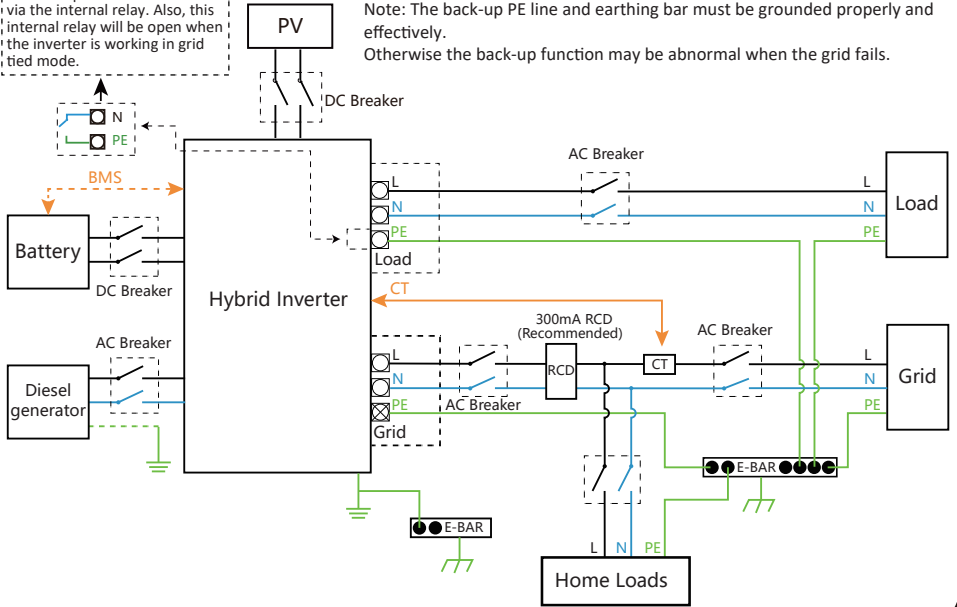 via the internal relay. Also, this
internal relay will be open when
the inverter is working in grid
tied mode.
Note: The back-up PE line and earthing bar must be grounded properly and
effectively.
Otherwise the back-up function may be abnormal when the grid fails.
PV
DC Breaker
N
PE
BMS
Battery
DC Breaker
Hybrid Inverter
L
N
PE
Load
AC Breaker
L
N
PE
Load
CT
AC Breaker
Diesel
generator
L
N
PE
Grid
AC Breaker
300mA RCD
(Recommended)
RCD
CT
AC Breaker
L
N
PE
Grid
E-BAR
E-BAR
L
N
PE
Home Loads